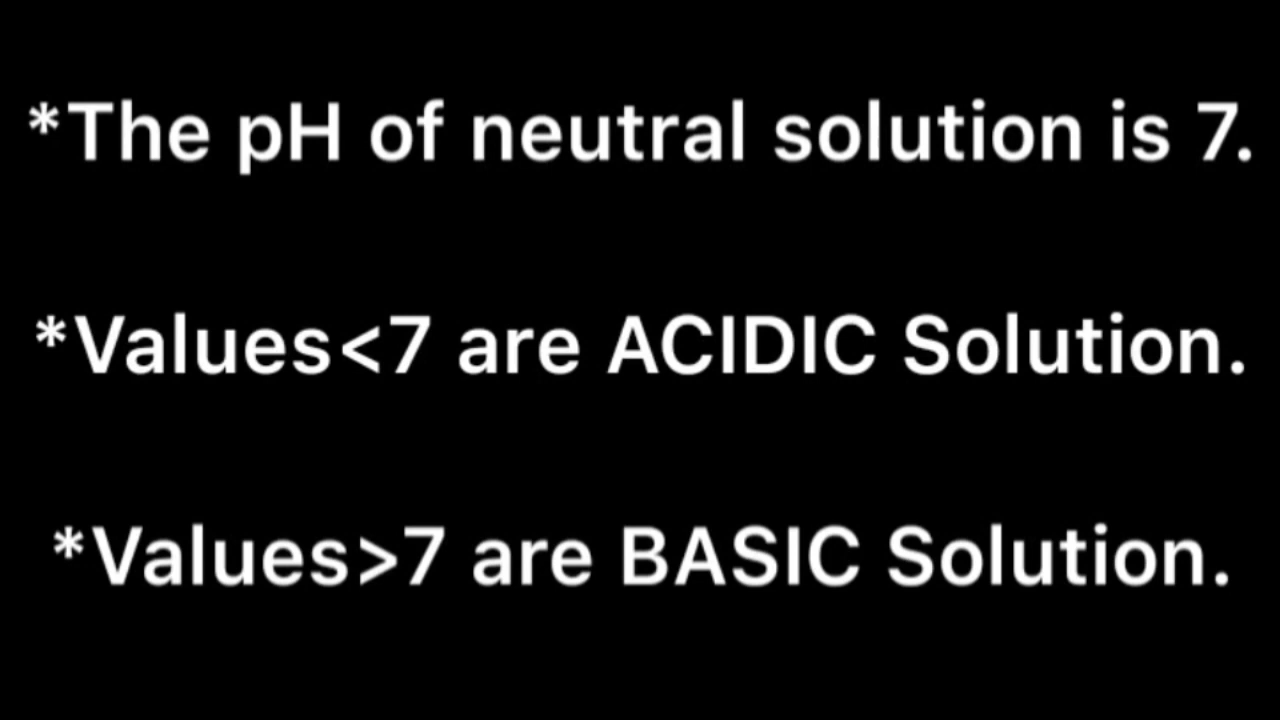 *The pH of neutral solution is 7.
*Values<7 are ACIDIC Solution.
*Values>7 are BASIC Solution.